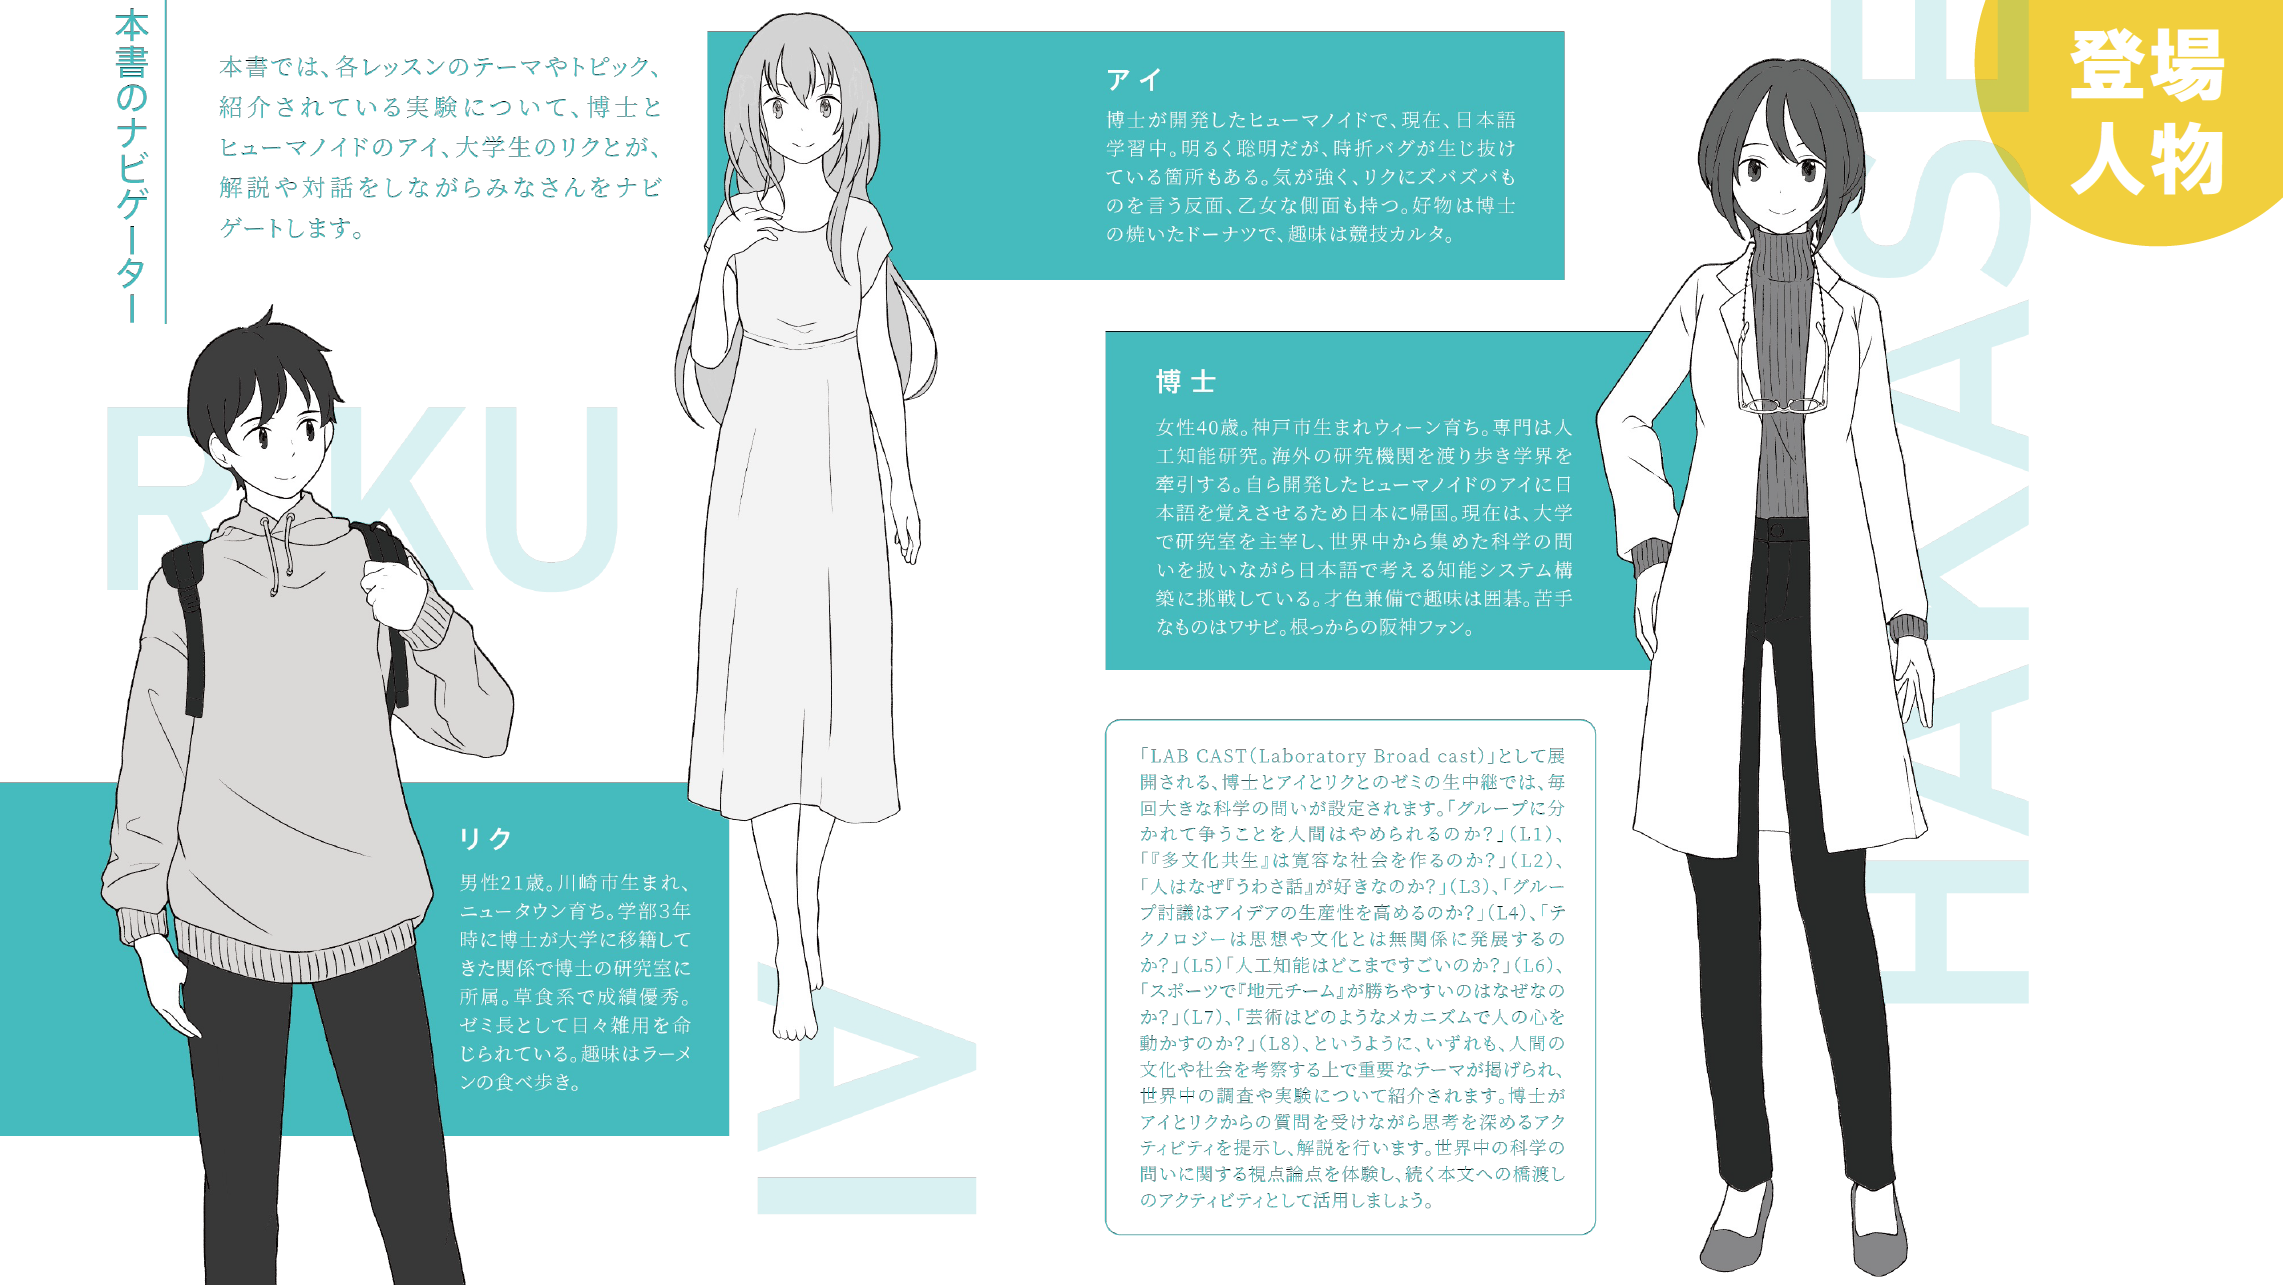 登場
人物
本書のナビゲーター
本書では、各レッスンのテーマやトピック、
紹介されている実験について、博士と
ヒューマノイドのアイ、大学生のリクとが、
解説や対話をしながらみなさんをナビ
ゲートします。
アイ
博士が開発したヒューマノイドで、現在、日本語
学習中。明るく聡明だが、時折バグが生じ抜け
ている箇所もある。気が強く、リクにズバズバも
のを言う反面、乙女な側面も持つ。好物は博士
の焼いたドーナツで、趣味は競技カルタ。
AI
博士
女性40歳。神戸市生まれウィーン育ち。専門は人
工知能研究。海外の研究機関を渡り歩き学界を
牽引する。自ら開発したヒューマノイドのアイに日
本語を覚えさせるため日本に帰国。現在は、大学
で研究室を主宰し、世界中から集めた科学の問
いを扱いながら日本語で考える知能システム構
築に挑戦している。才色兼備で趣味は囲碁。苦手
なものはワサビ。根っからの阪神ファン。
HAKASE
RIKU
リク
男性21歳。川崎市生まれ、
ニュータウン育ち。学部3年
時に博士が大学に移籍して
きた関係で博士の研究室に
所属。草食系で成績優秀。
ゼミ長として日々雑用を命
じられている。趣味はラーメ
ンの食べ歩き。
「LAB CAST（Laboratory Broad cast）」として展
開される、博士とアイとリクとのゼミの生中継では、毎
回大きな科学の問いが設定されます。「グループに分
かれて争うことを人間はやめられるのか？」（L1）、
「『多文化共生』は寛容な社会を作るのか？」（L2）、
「人はなぜ『うわさ話』が好きなのか？」（L3）、「グルー
プ討議はアイデアの生産性を高めるのか？」（L4）、「テ
クノロジーは思想や文化とは無関係に発展するの
か？」（L5）「人工知能はどこまですごいのか？」（L6）、
「スポーツで『地元チーム』が勝ちやすいのはなぜなの
か？」（L7）、「芸術はどのようなメカニズムで人の心を
動かすのか？」（L8）、というように、いずれも、人間の
文化や社会を考察する上で重要なテーマが掲げられ、
世界中の調査や実験について紹介されます。博士が
アイとリクからの質問を受けながら思考を深めるアク
ティビティを提示し、解説を行います。世界中の科学の
問いに関する視点論点を体験し、続く本文への橋渡し
のアクティビティとして活用しましょう。